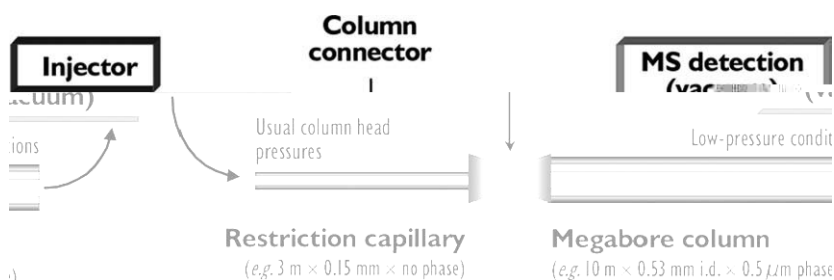 Injector
Column
connector
MS detection
Usual column head
pressures
Low-pressure
Restriction capillary
(e.g. 3 m × 0.15 mm × no phase)
Megabore column
(e.g. 10 m × 0.53 mm i.d. × 0.5 μm phase